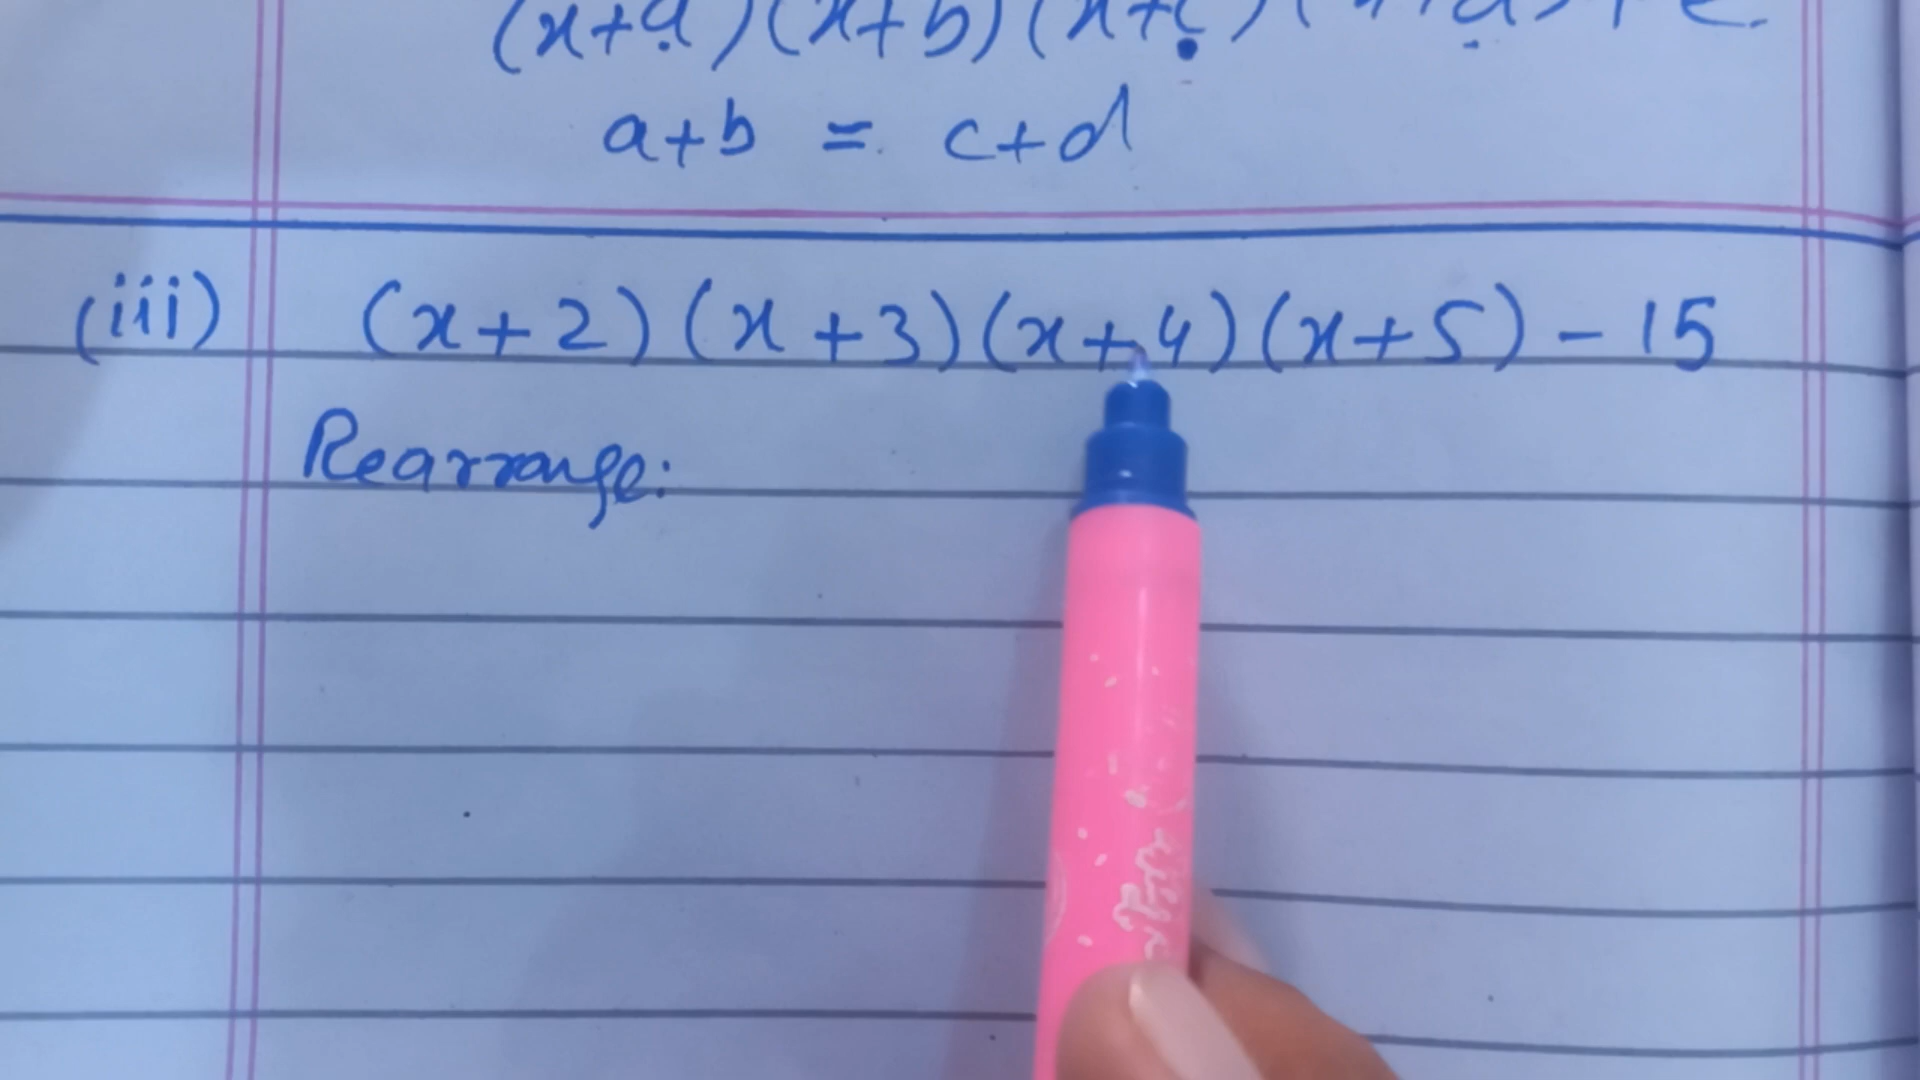 (x+a)(x+b)(x+c)(x+d)+e.
a+b = c+d
(iii) (x+2)(x+3)(x+4)(x+5)-15
Rearrange: